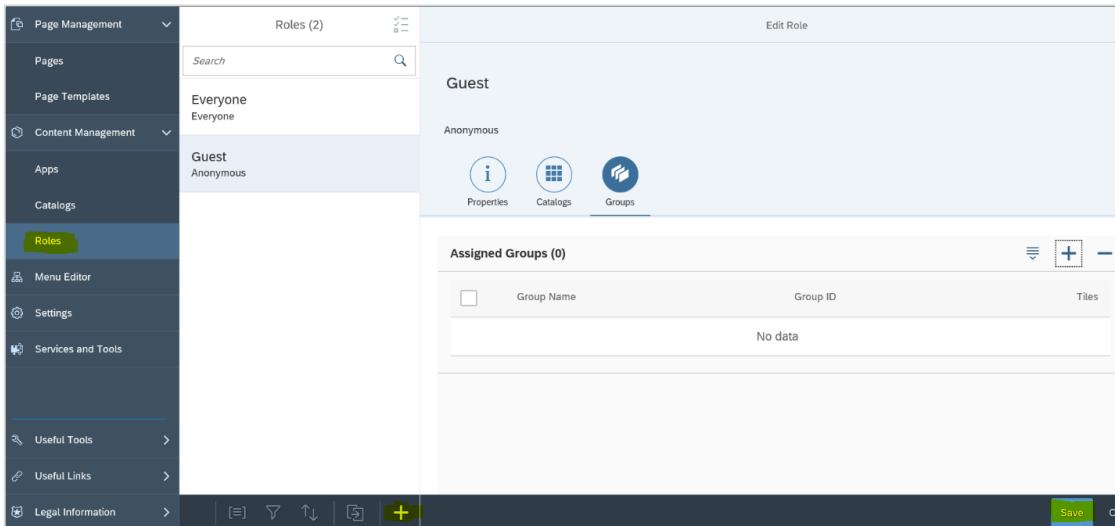 Page Management
Pages
Page Templates
Content Management
Apps
Catalogs
Roles
Menu Editor
Settings
Services and Tools
Useful Tools
Useful Links
Legal Information
Roles (2)
Search
Everyone
Everyone
Guest
Anonymous
Edit Role
Guest
Anonymous
i
Properties
Catalogs
Groups
Assigned Groups (0)
Group Name Group ID Tiles
No data
Save